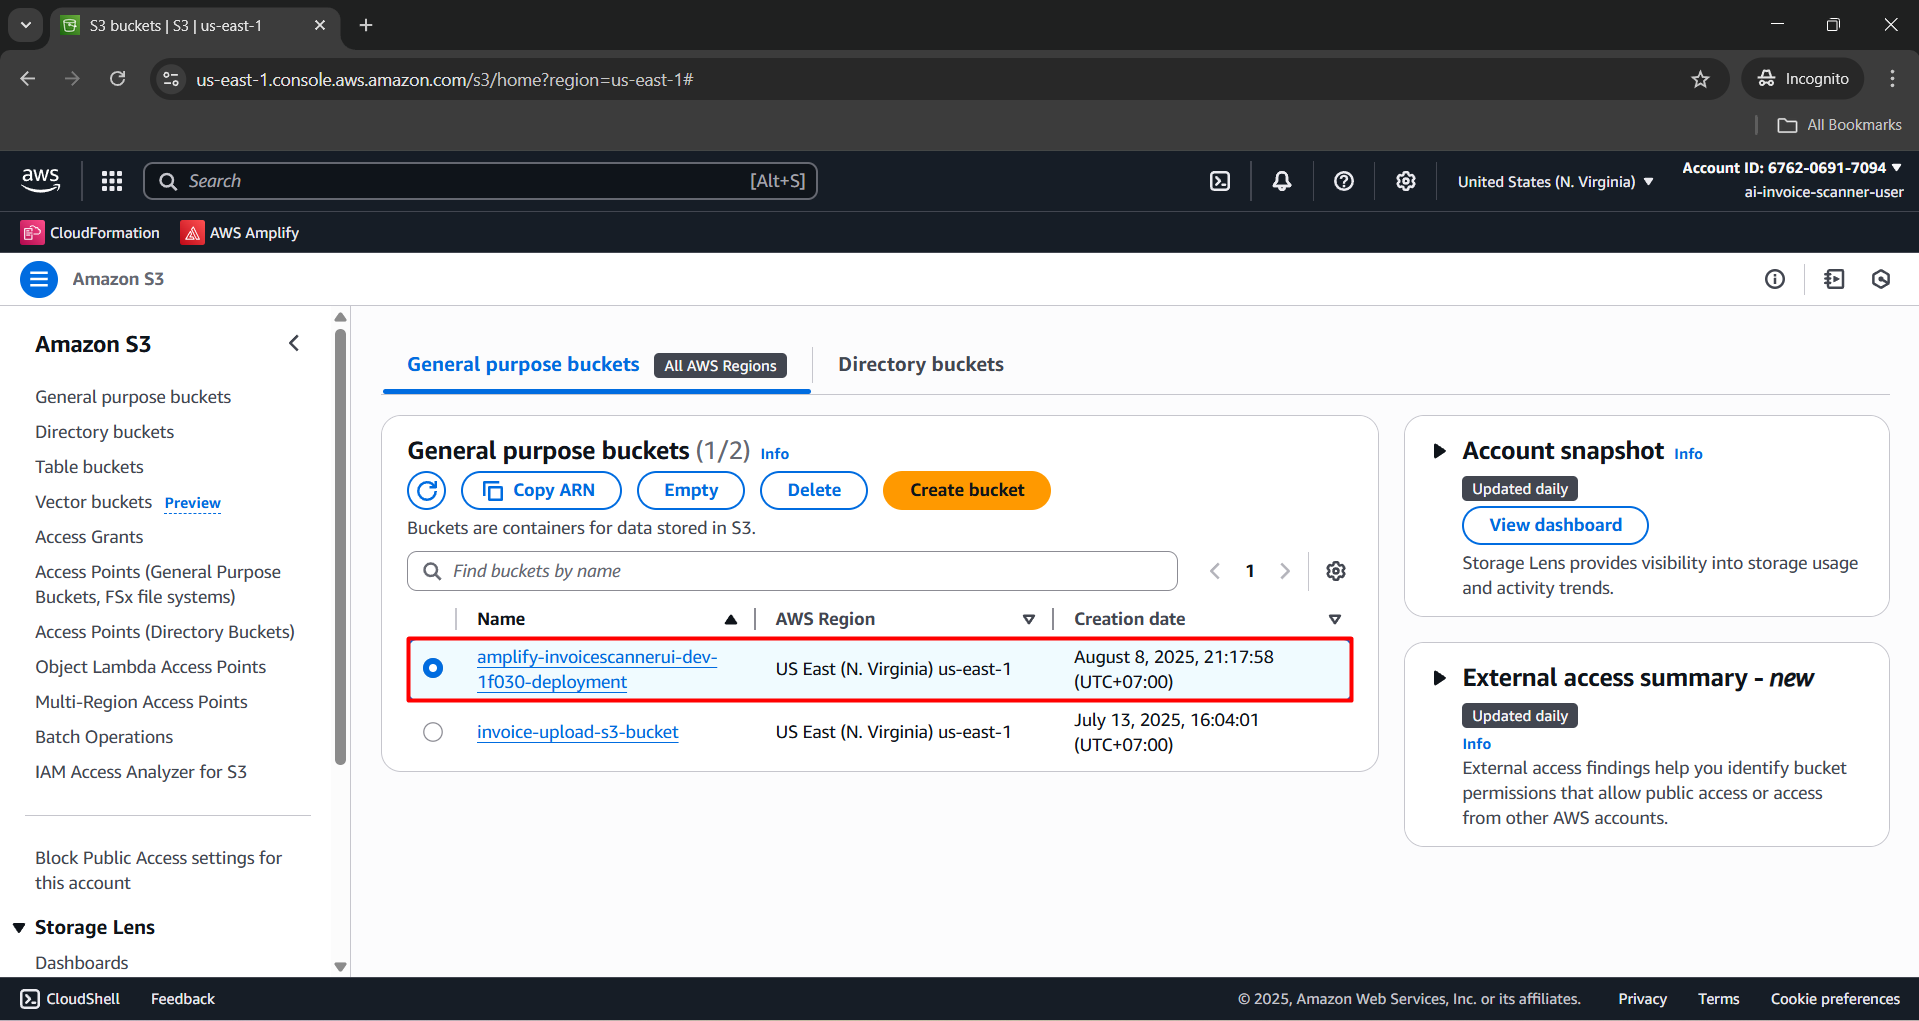 S3 buckets | S3 | us-east-1
us-east-1.console.aws.amazon.com/s3/home?region=us-east-1#
Incognito
All Bookmarks
aws
Search
[Alt+S]
United States (N. Virginia)
Account ID: 6762-0691-7094
ai-invoice-scanner-user
CloudFormation
AWS Amplify
Amazon S3
Amazon S3
General purpose buckets
Directory buckets
Table buckets
Vector buckets Preview
Access Grants
Access Points (General Purpose
Buckets, FSx file systems)
Access Points (Directory Buckets)
Object Lambda Access Points
Multi-Region Access Points
Batch Operations
IAM Access Analyzer for S3
Block Public Access settings for
this account
Storage Lens
Dashboards
General purpose buckets All AWS Regions
Directory buckets
General purpose buckets (1/2) Info
Copy ARN
Empty
Delete
Create bucket
Buckets are containers for data stored in S3.
Find buckets by name
1
Name
AWS Region
Creation date
amplify-invoicescannerui-dev-
1f030-deployment
US East (N. Virginia) us-east-1
August 8, 2025, 21:17:58
(UTC+07:00)
invoice-upload-s3-bucket
US East (N. Virginia) us-east-1
July 13, 2025, 16:04:01
(UTC+07:00)
Account snapshot Info
Updated daily
View dashboard
Storage Lens provides visibility into storage usage
and activity trends.
External access summary - new
Updated daily
Info
External access findings help you identify bucket
permissions that allow public access or access
from other AWS accounts.
CloudShell
Feedback
© 2025, Amazon Web Services, Inc. or its affiliates.
Privacy
Terms
Cookie preferences